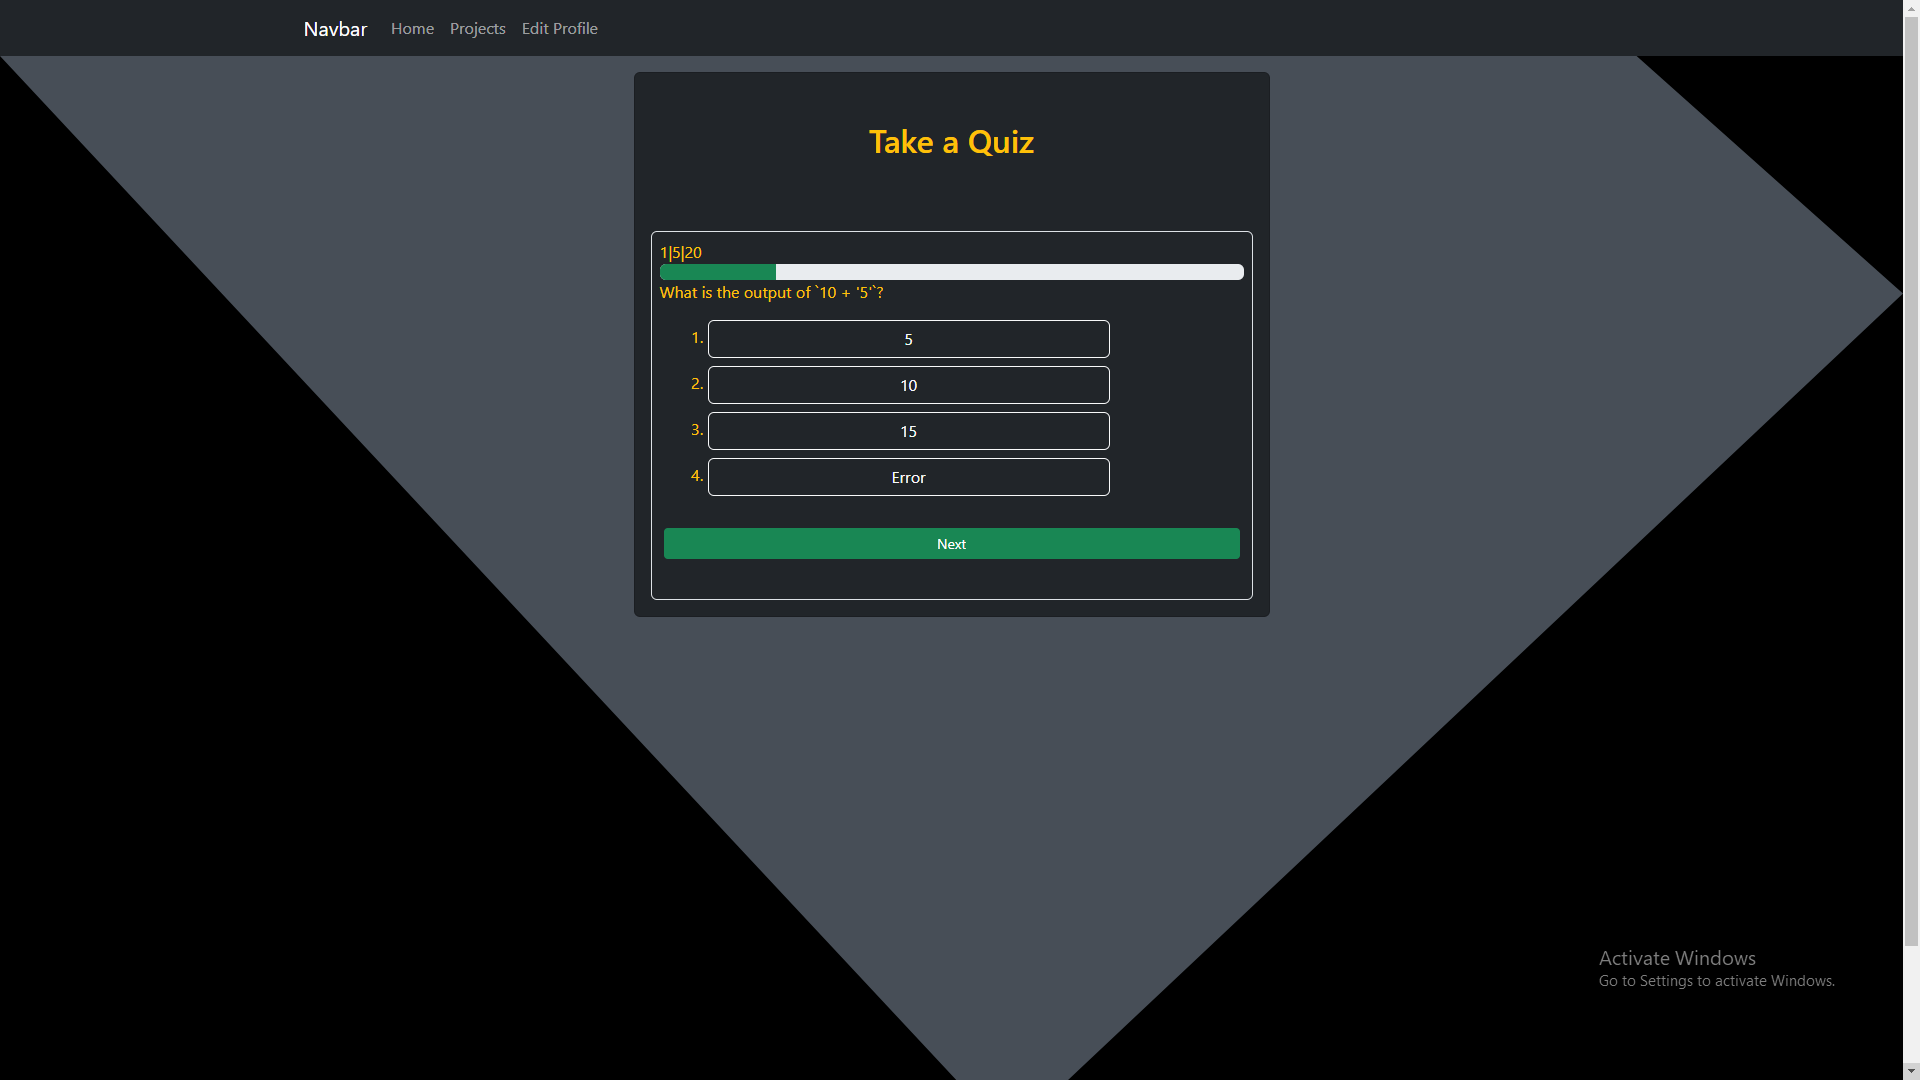 Navbar Home Projects Edit Profile
Take a Quiz
1|5|20
What is the output of `10 + '5'`?
1. 5
2. 10
3. 15
4. Error
Next
Activate Windows
Go to Settings to activate Windows.